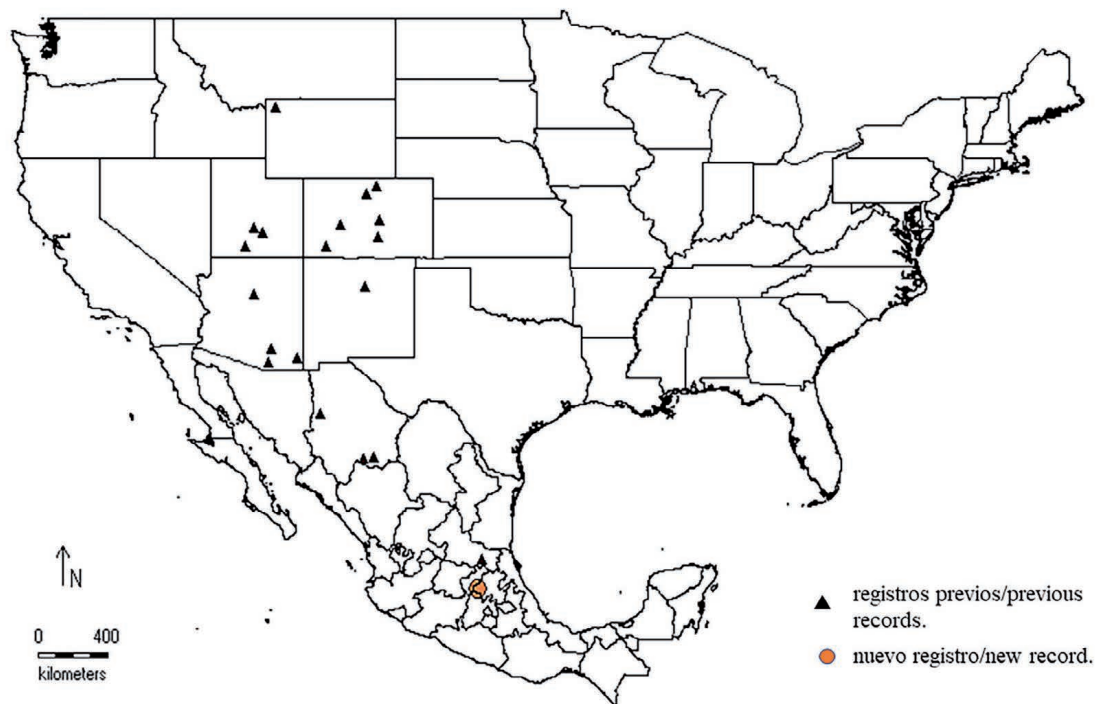 N
0 400
kilometers
registros previos/previous
records.
nuevo registro/new record.